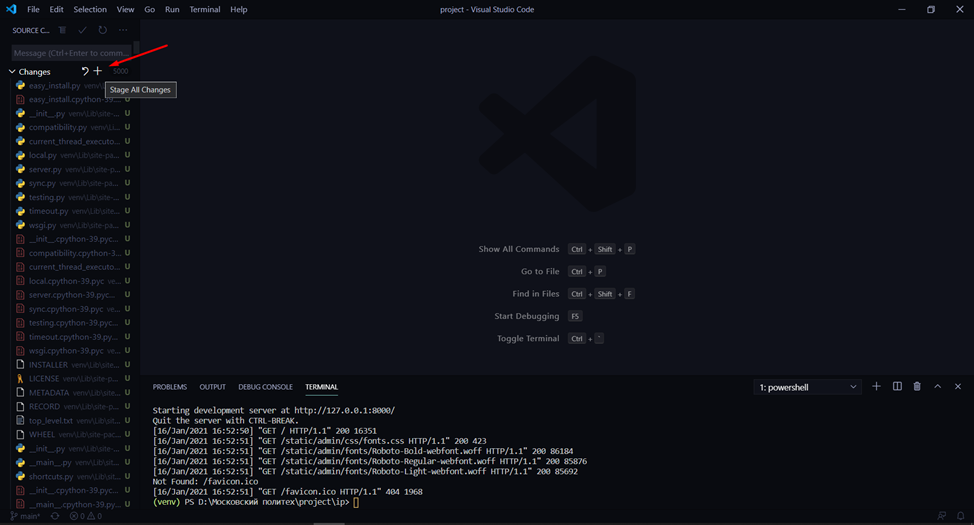 File Edit Selection View Go Run Terminal Help
project - Visual Studio Code
SOURCE C...
Message (Ctrl+Enter to comm...
Changes
5000
Stage All Changes
easy_install.py venv\
easy_install.cpython-39... U
__init__.py venv\Lib\site-... U
compatibility.py venv\Li... U
current_thread_executo... U
local.py venv\Lib\site-pa... U
server.py venv\Lib\site-p... U
sync.py venv\Lib\site-pa... U
testing.py venv\Lib\site-... U
timeout.py venv\Lib\site... U
wsgi.py venv\Lib\site-pa... U
__init__.cpython-39.pyc... U
compatibility.cpython-3... U
current_thread_executo... U
local.cpython-39.pyc ve... U
server.cpython-39.pyc... U
sync.cpython-39.pyc ve... U
testing.cpython-39.pyc... U
timeout.cpython-39.py... U
wsgi.cpython-39.pyc ve... U
INSTALLER venv\Lib\site... U
LICENSE venv\Lib\site-p... U
METADATA venv\Lib\site... U
RECORD venv\Lib\site-pa... U
top_level.txt venv\Lib\sit... U
WHEEL venv\Lib\site-pac... U
__init__.py venv\Lib\site-... U
__main__.py venv\Lib\sit... U
shortcuts.py venv\Lib\site... U
__init__.cpython-39.pyc... U
__main__.cpython-39.py... U
main*
0 0
Show All Commands Ctrl + Shift + P
Go to File Ctrl + P
Find in Files Ctrl + Shift + F
Start Debugging F5
Toggle Terminal Ctrl + `
PROBLEMS OUTPUT DEBUG CONSOLE TERMINAL
1: powershell
Starting development server at http://127.0.0.1:8000/
Quit the server with CTRL-BREAK.
[16/Jan/2021 16:52:50] "GET / HTTP/1.1" 200 16351
[16/Jan/2021 16:52:51] "GET /static/admin/css/fonts.css HTTP/1.1" 200 423
[16/Jan/2021 16:52:51] "GET /static/admin/fonts/Roboto-Bold-webfont.woff HTTP/1.1" 200 86184
[16/Jan/2021 16:52:51] "GET /static/admin/fonts/Roboto-Regular-webfont.woff HTTP/1.1" 200 85876
[16/Jan/2021 16:52:51] "GET /static/admin/fonts/Roboto-Light-webfont.woff HTTP/1.1" 200 85692
Not Found: /favicon.ico
[16/Jan/2021 16:52:51] "GET /favicon.ico HTTP/1.1" 404 1968
(venv) PS D:\Московский политех\project\ip>